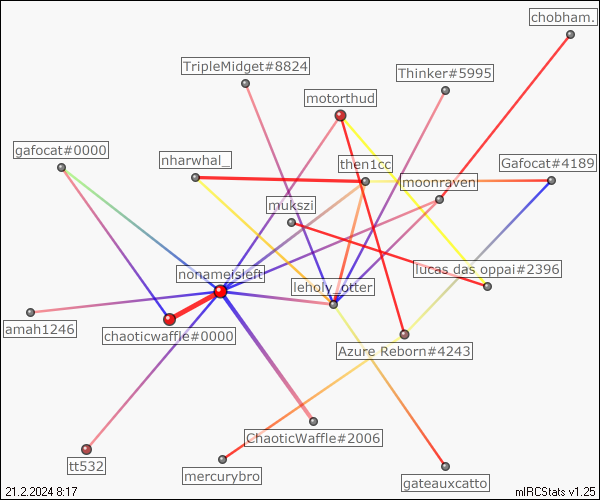 chobham.
TripleMidget#8824
Thinker#5995
motorthud
gafocat#0000
nharwhal_
then1cc
Gafocat#4189
moonraven
mukszi
nonameisleft
lucas das oppai#2396
leholy_otter
amah1246
chaoticwaffle#0000
Azure Reborn#4243
ChaoticWaffle#2006
tt532
mercurybro
gateauxcatto
21.2.2024 8:17
mIRCStats v1.25